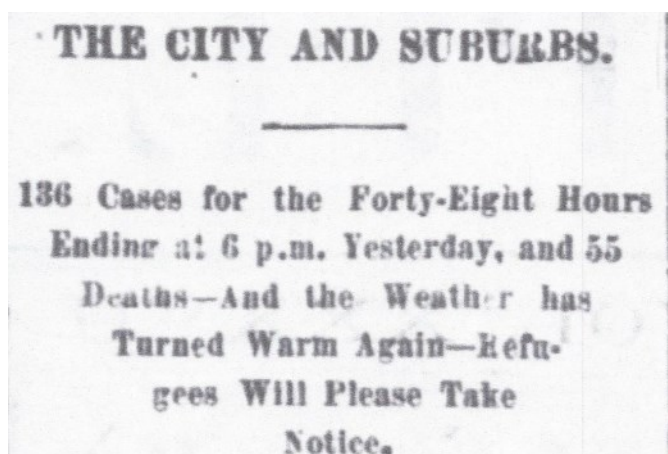 THE CITY AND SUBURBS.
136 Cases for the Forty-Eight Hours
Ending at 6 p.m. Yesterday, and 55
Deaths—And the Weather has
Turned Warm Again—Refu-
gees Will Please Take
Notice.